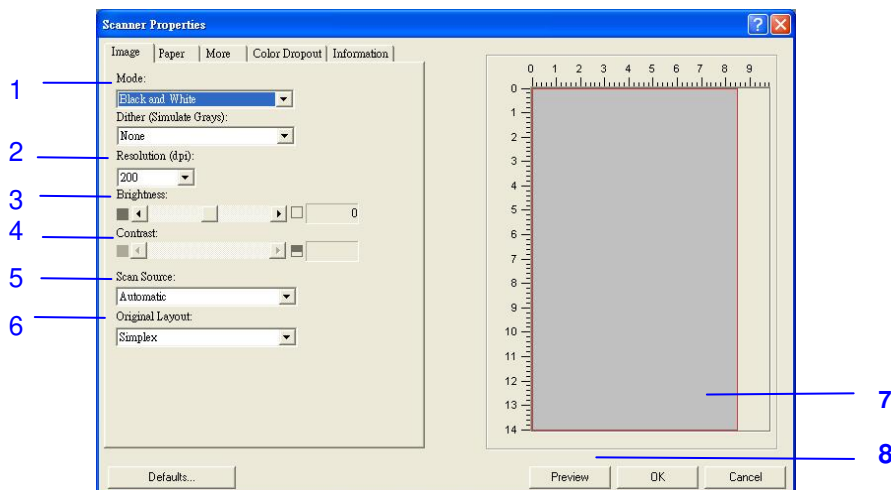 Scanner Properties
Image Paper More Color Dropout Information
1
Mode:
Black and White
Dither (Simulate Grays):
None
2
Resolution (dpi):
200
3
Brightness:
0
4
Contrast:
5
Scan Source:
Automatic
6
Original Layout:
Simplex
0 1 2 3 4 5 6 7 8 9
0
1
2
3
4
5
6
7
8
9
10
11
12
13
14
7
8
Defaults... Preview OK Cancel